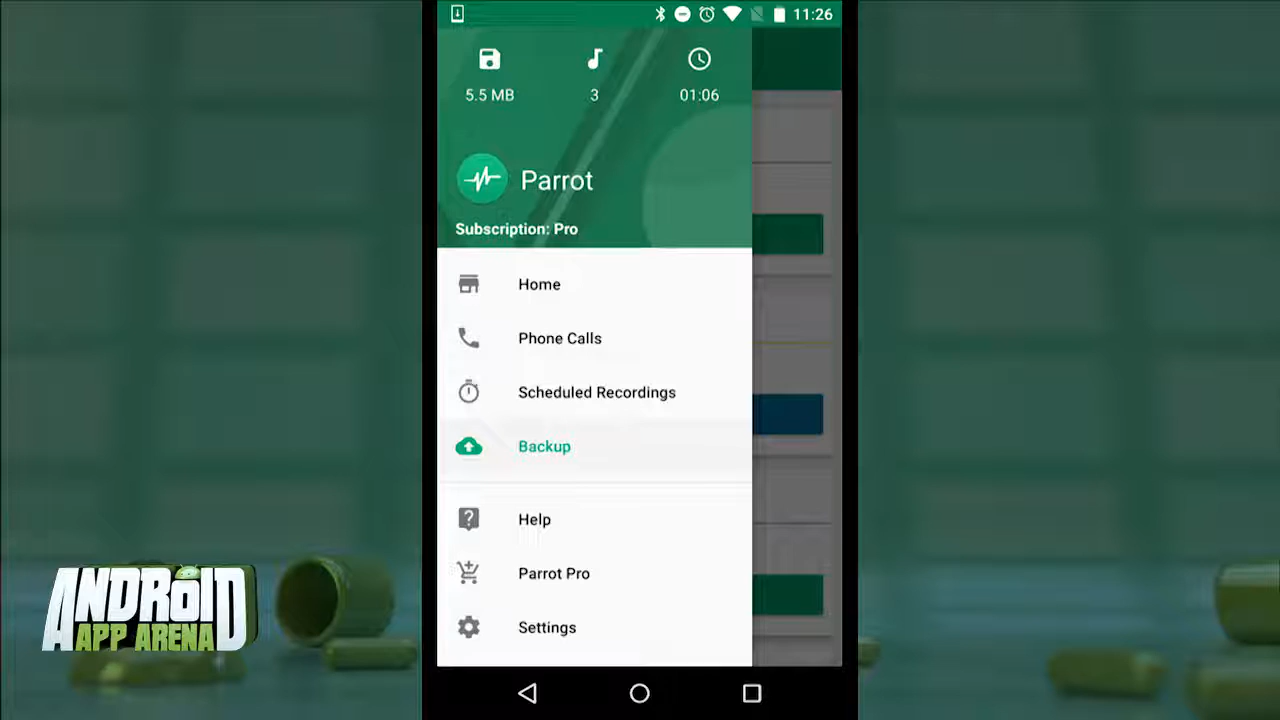 11:26
5.5 MB
3
01:06
Parrot
Subscription: Pro
Home
Phone Calls
Scheduled Recordings
Backup
Help
Parrot Pro
Settings
ANDROID
APP ARENA